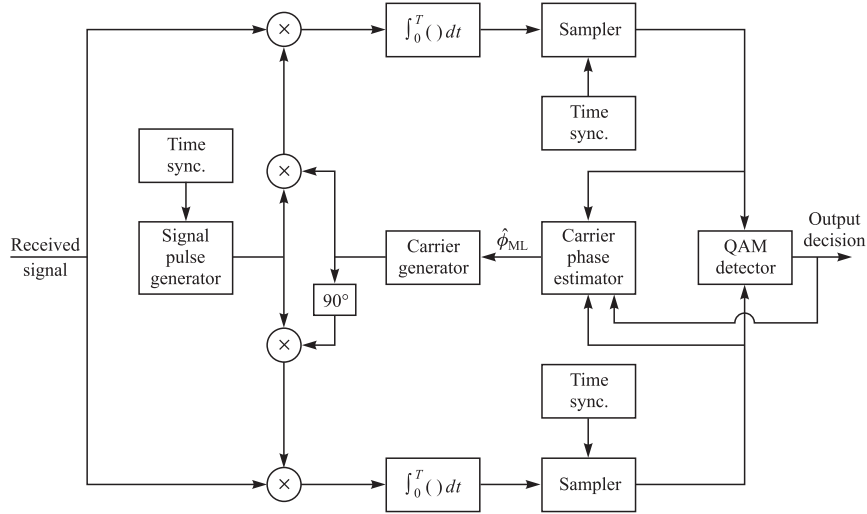 ×
∫₀ᵀ ( ) dt
Sampler
Time
sync.
Time
sync.
×
Received
signal
Signal
pulse
generator
Carrier
generator
ϕ̂ML
Carrier
phase
estimator
QAM
detector
Output
decision
90°
×
Time
sync.
×
∫₀ᵀ ( ) dt
Sampler